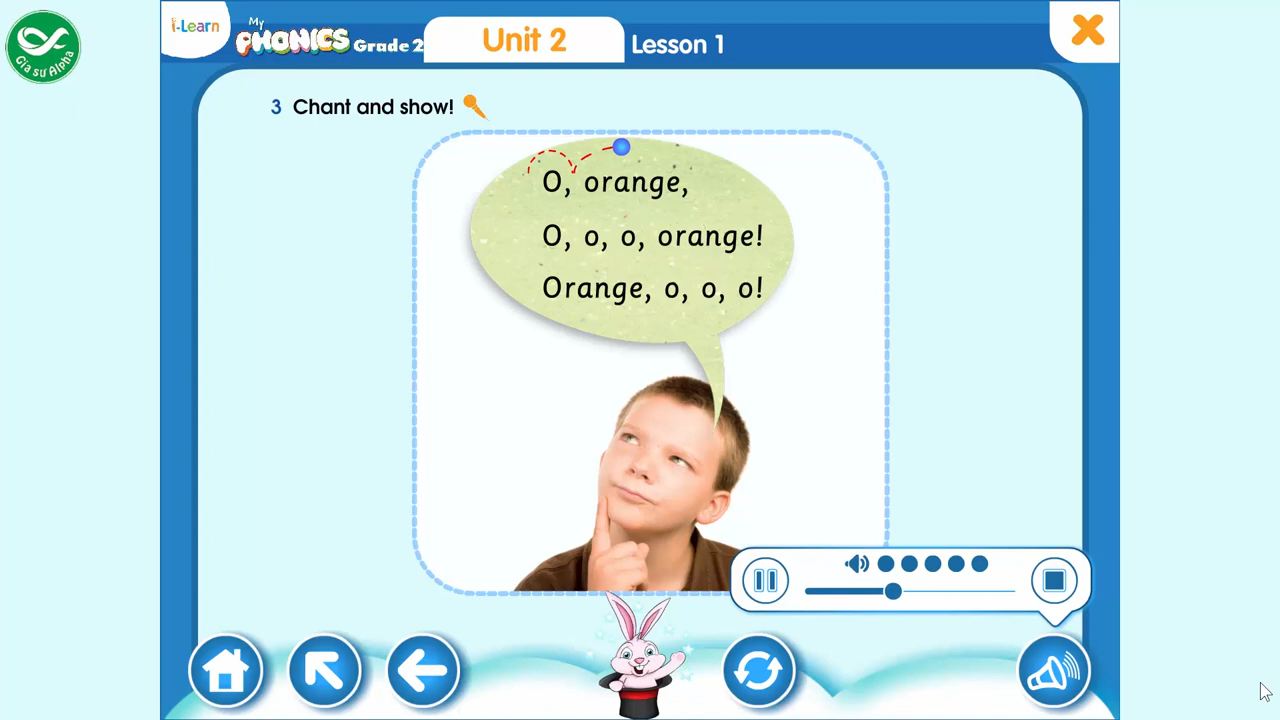 Gia sư Alpha
i-Learn
My
PHONICS Grade 2
Unit 2
Lesson 1
3 Chant and show!
O, orange,
O, o, o, orange!
Orange, o, o, o!